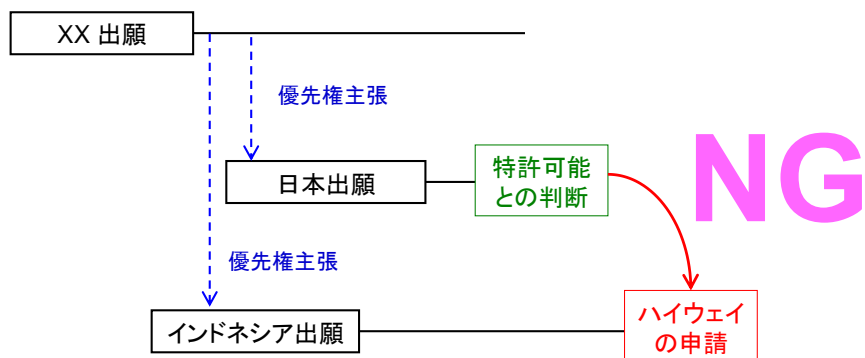 XX 出願
優先権主張
日本出願
特許可能
との判断
NG
優先権主張
インドネシア出願
ハイウェイ
の申請